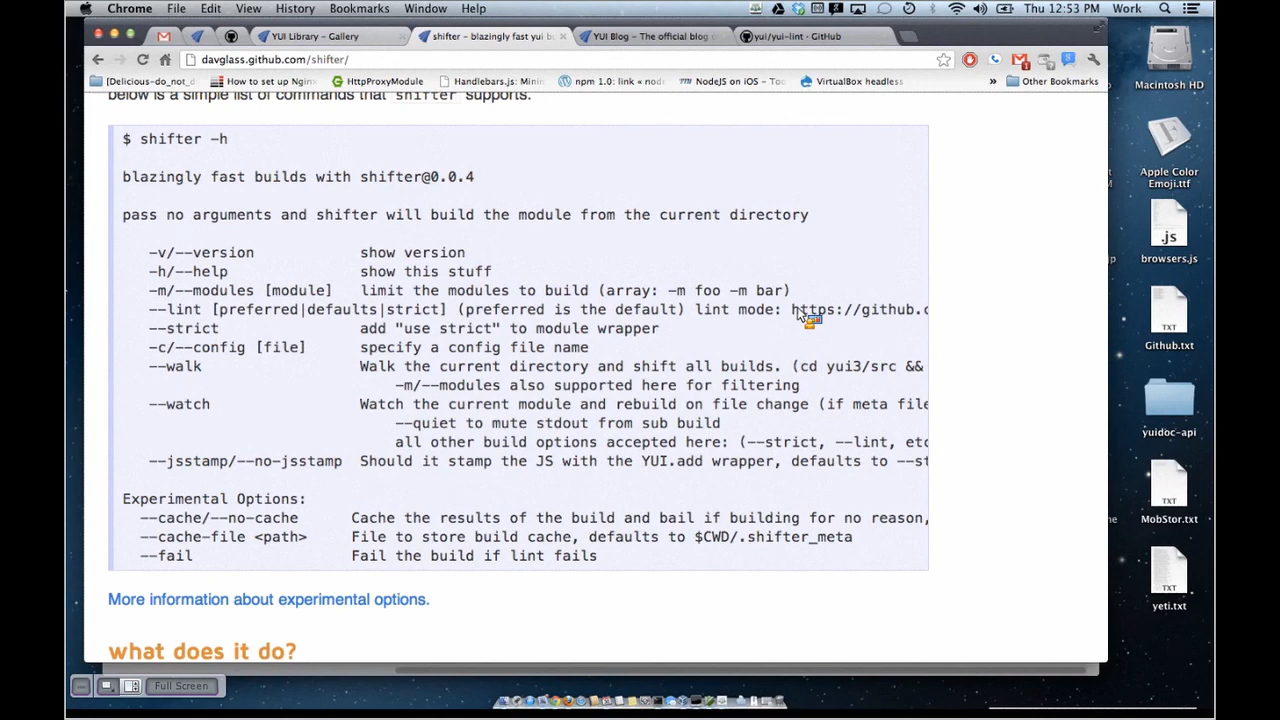 Chrome File Edit View History Bookmarks Window Help Thu 12:53 PM Work
YUI Library – Gallery
shifter – blazingly fast yui b
YUI Blog – The official blog o
yui/yui-lint · GitHub
davglass.github.com/shifter/
[Delicious-do_not_d
How to set up Nginx
HttpProxyModule
Handlebars.js: Minim
npm 1.0: link « node
NodeJS on iOS – Too
VirtualBox headless
»
Other Bookmarks
below is a simple list of commands that shifter supports.
$ shifter -h
blazingly fast builds with shifter@0.0.4
pass no arguments and shifter will build the module from the current directory
-v/--version show version
-h/--help show this stuff
-m/--modules [module] limit the modules to build (array: -m foo -m bar)
--lint [preferred|defaults|strict] (preferred is the default) lint mode: https://github.c
--strict add "use strict" to module wrapper
-c/--config [file] specify a config file name
--walk Walk the current directory and shift all builds. (cd yui3/src &&
-m/--modules also supported here for filtering
--watch Watch the current module and rebuild on file change (if meta file
--quiet to mute stdout from sub build
all other build options accepted here: (--strict, --lint, etc
--jsstamp/--no-jsstamp Should it stamp the JS with the YUI.add wrapper, defaults to --st
Experimental Options:
--cache/--no-cache Cache the results of the build and bail if building for no reason,
--cache-file <path> File to store build cache, defaults to $CWD/.shifter_meta
--fail Fail the build if lint fails
More information about experimental options.
what does it do?
Full Screen
Macintosh HD
Apple Color
Emoji.ttf
.js
browsers.js
TXT
Github.txt
yuidoc-api
TXT
MobStor.txt
TXT
yeti.txt